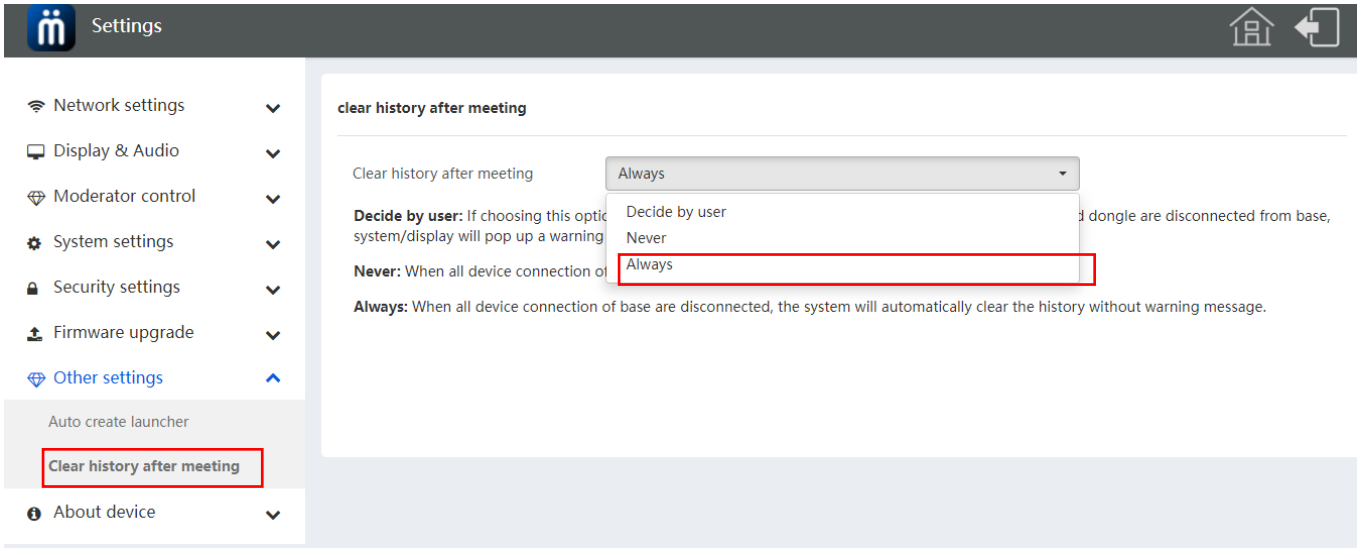 Settings
Network settings
Display & Audio
Moderator control
System settings
Security settings
Firmware upgrade
Other settings
Auto create launcher
Clear history after meeting
About device
clear history after meeting
Clear history after meeting
Always
Decide by user
Never
Always
Decide by user: If choosing this dongle are disconnected from base,
system/display will pop up a warning
Never: When all device connection
Always: When all device connection of base are disconnected, the system will automatically clear the history without warning message.